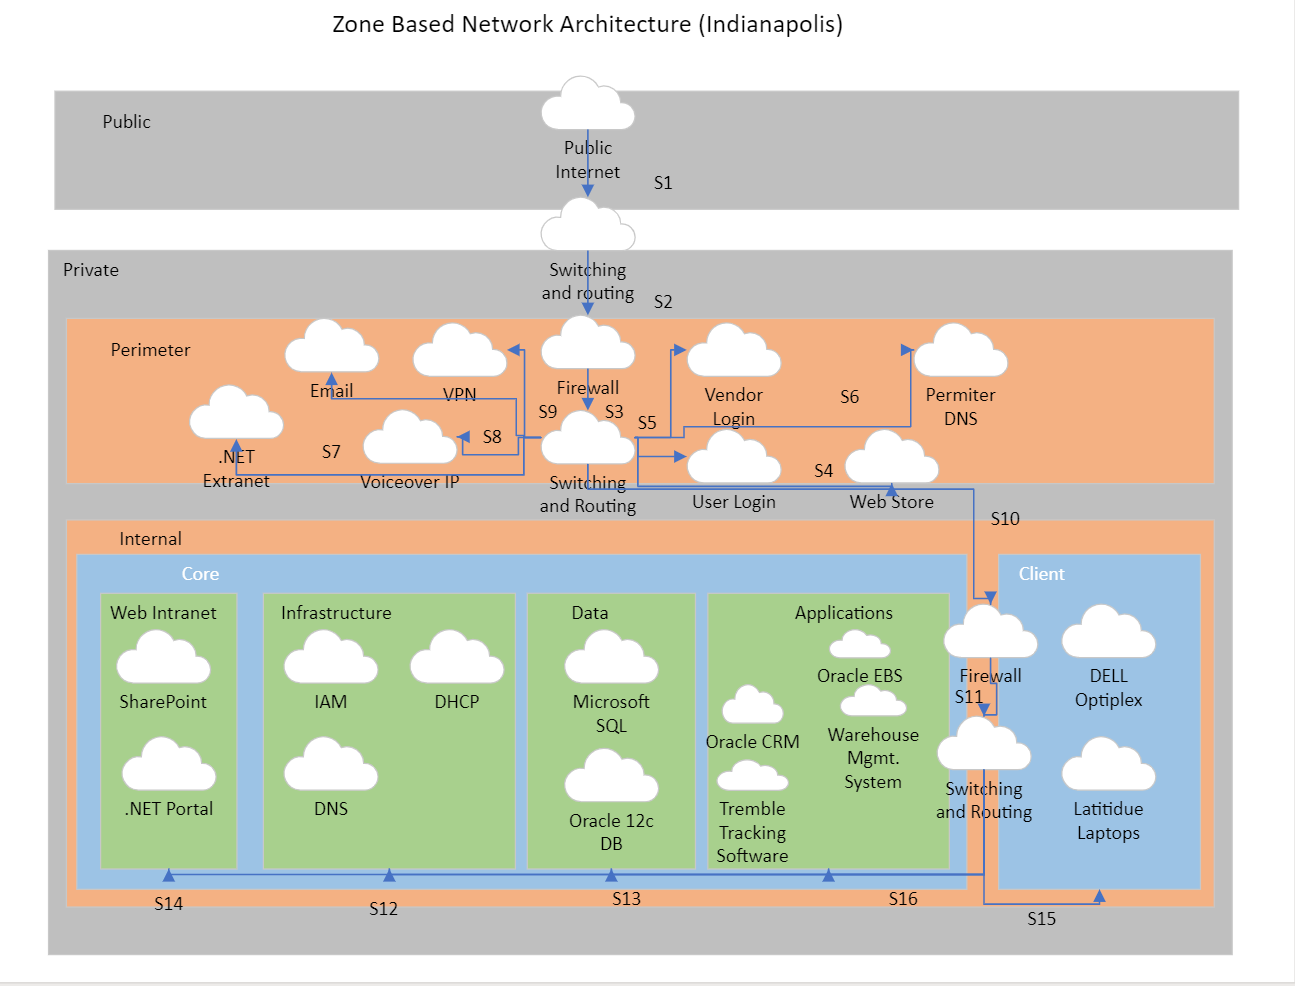 Zone Based Network Architecture (Indianapolis)
Public
Public
Internet
S1
Private
Switching
and routing
S2
Perimeter
Email
VPN
Firewall
Vendor
Login
Permiter
DNS
S9
S3
S5
S6
.NET
Extranet
S7
Voiceover IP
S8
Switching
and Routing
User Login
S4
Web Store
S10
Internal
Core
Client
Web Intranet
SharePoint
.NET Portal
Infrastructure
IAM
DHCP
DNS
Data
Microsoft
SQL
Oracle 12c
DB
Applications
Oracle EBS
Oracle CRM
Warehouse
Mgmt.
System
Tremble
Tracking
Software
Firewall
S11
Switching
and Routing
DELL
Optiplex
Latitidue
Laptops
S14
S12
S13
S16
S15